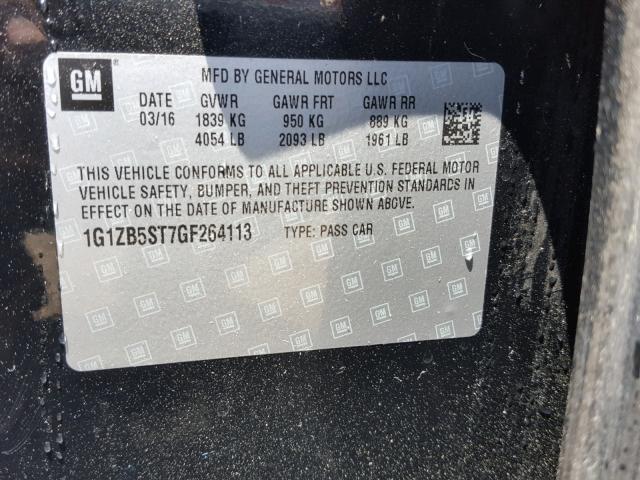 GM
MFD BY GENERAL MOTORS LLC
DATE GVWR GAWR FRT GAWR RR
03/16 1839 KG 950 KG 889 KG
4054 LB 2093 LB 1961 LB
THIS VEHICLE CONFORMS TO ALL APPLICABLE U.S. FEDERAL MOTOR
VEHICLE SAFETY, BUMPER, AND THEFT PREVENTION STANDARDS IN
EFFECT ON THE DATE OF MANUFACTURE SHOWN ABOVE.
1G1ZB5ST7GF264113 TYPE: PASS CAR